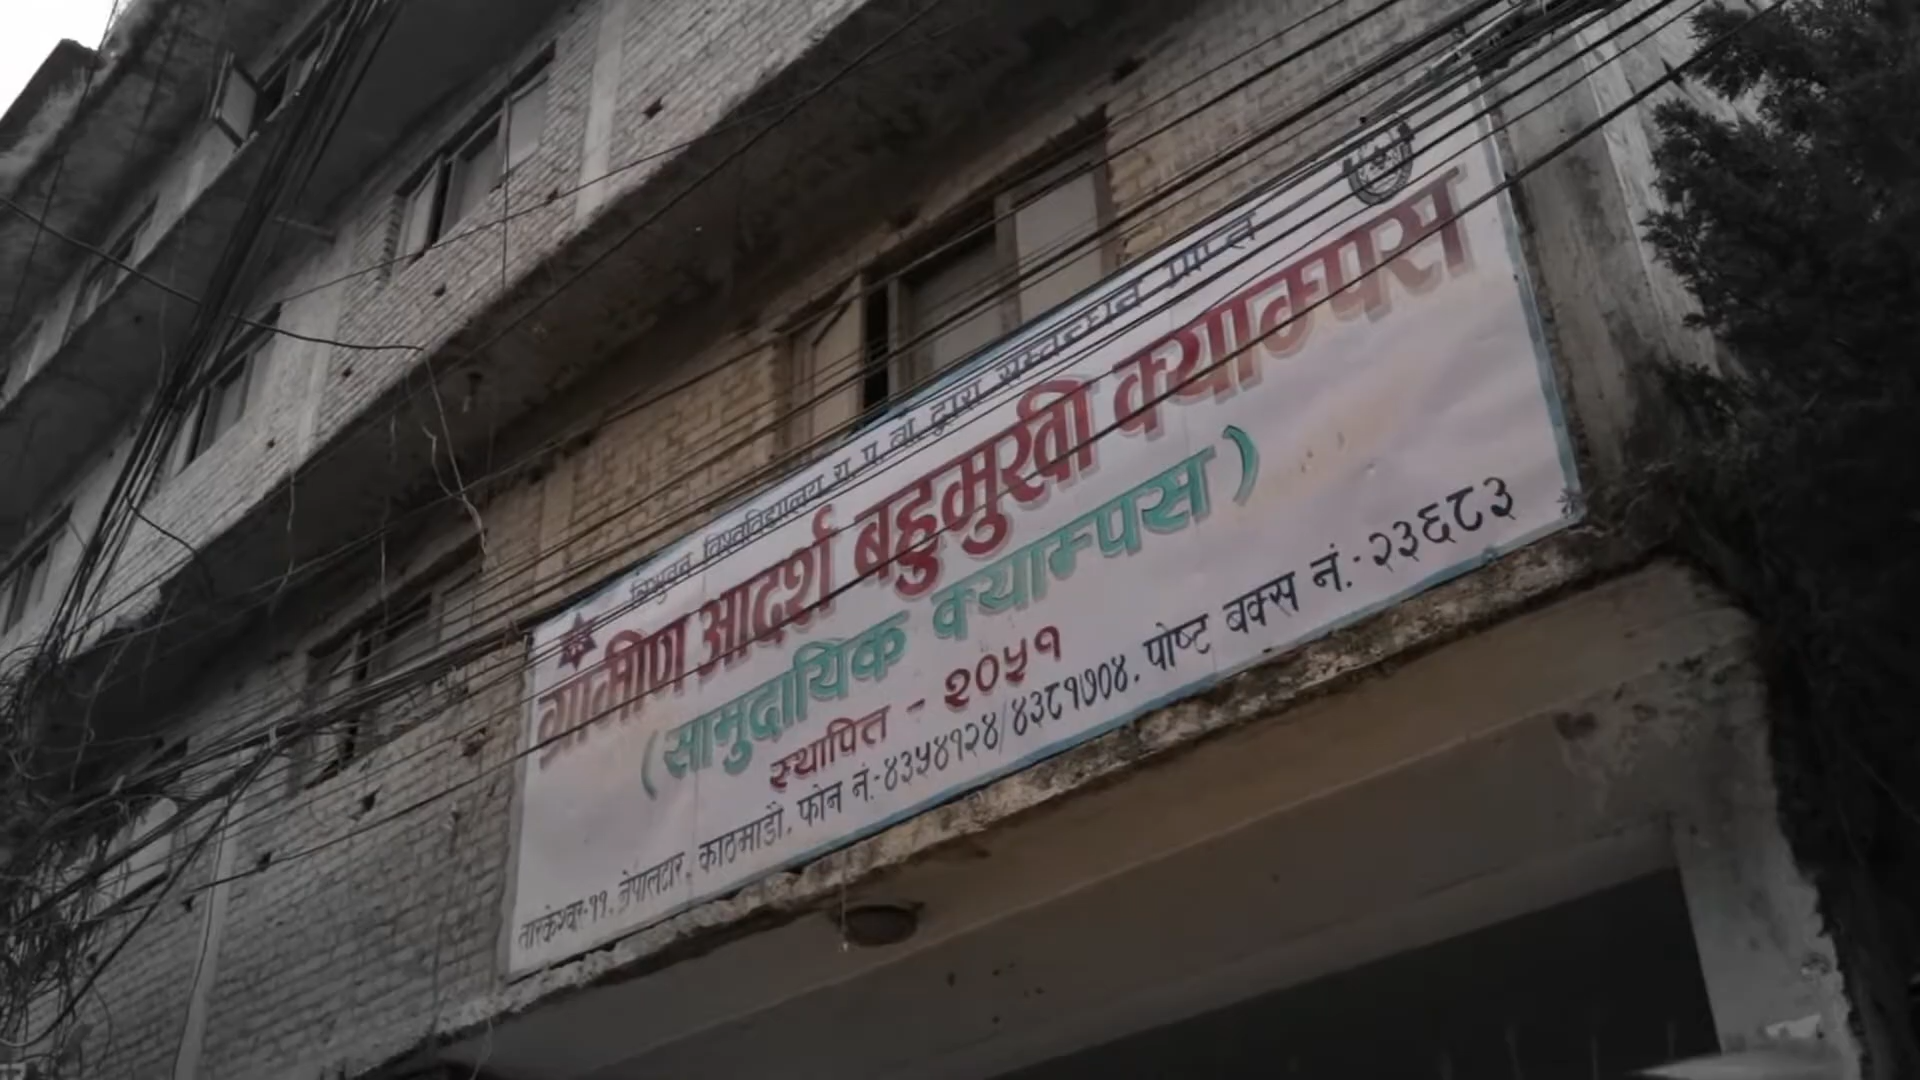 त्रिभुवन विश्वविद्यालय रा. प. बा. द्वारा सम्बन्धन प्राप्त
ग्रामीण आदर्श बहुमुखी क्याम्पस
(सामुदायिक क्याम्पस)
स्थापित - २०५१
तारकेश्वर-११, नेपालटार, काठमाडौं. फोन नं.-४३५४१२४/४३८१७०४. पोष्ट बक्स नं.-२३६८३